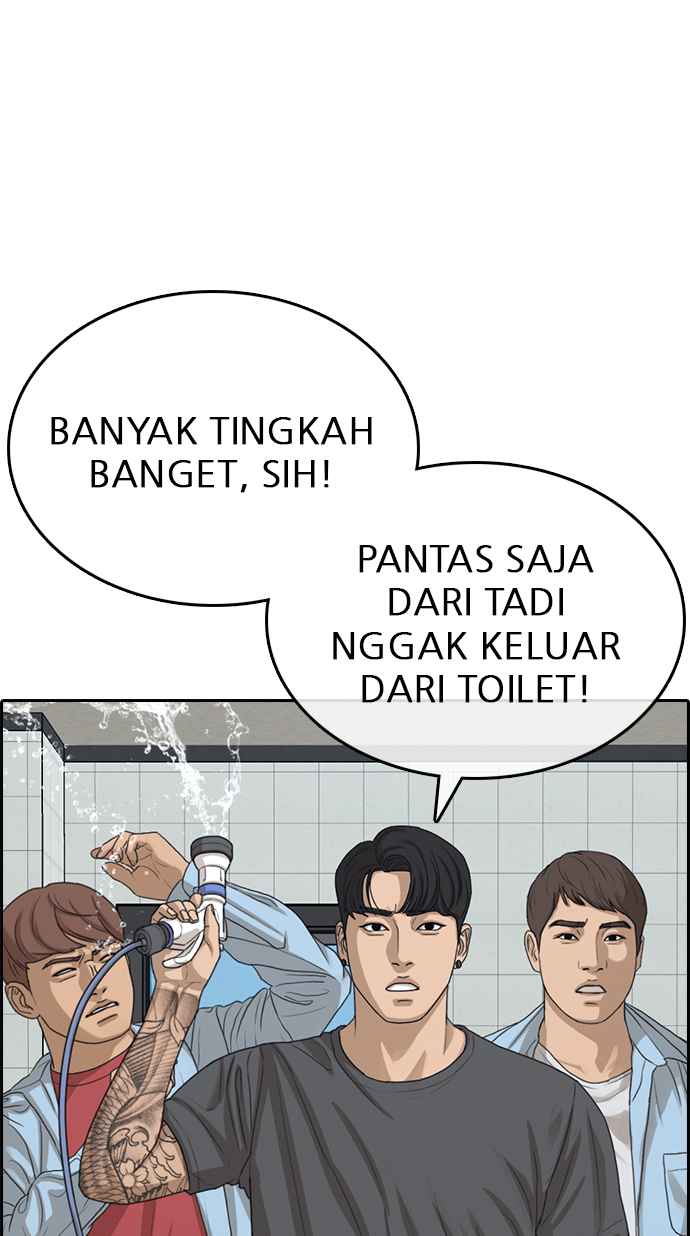 BANYAK TINGKAH
BANGET, SIH!
PANTAS SAJA
DARI TADI
NGGAK KELUAR
DARI TOILET!